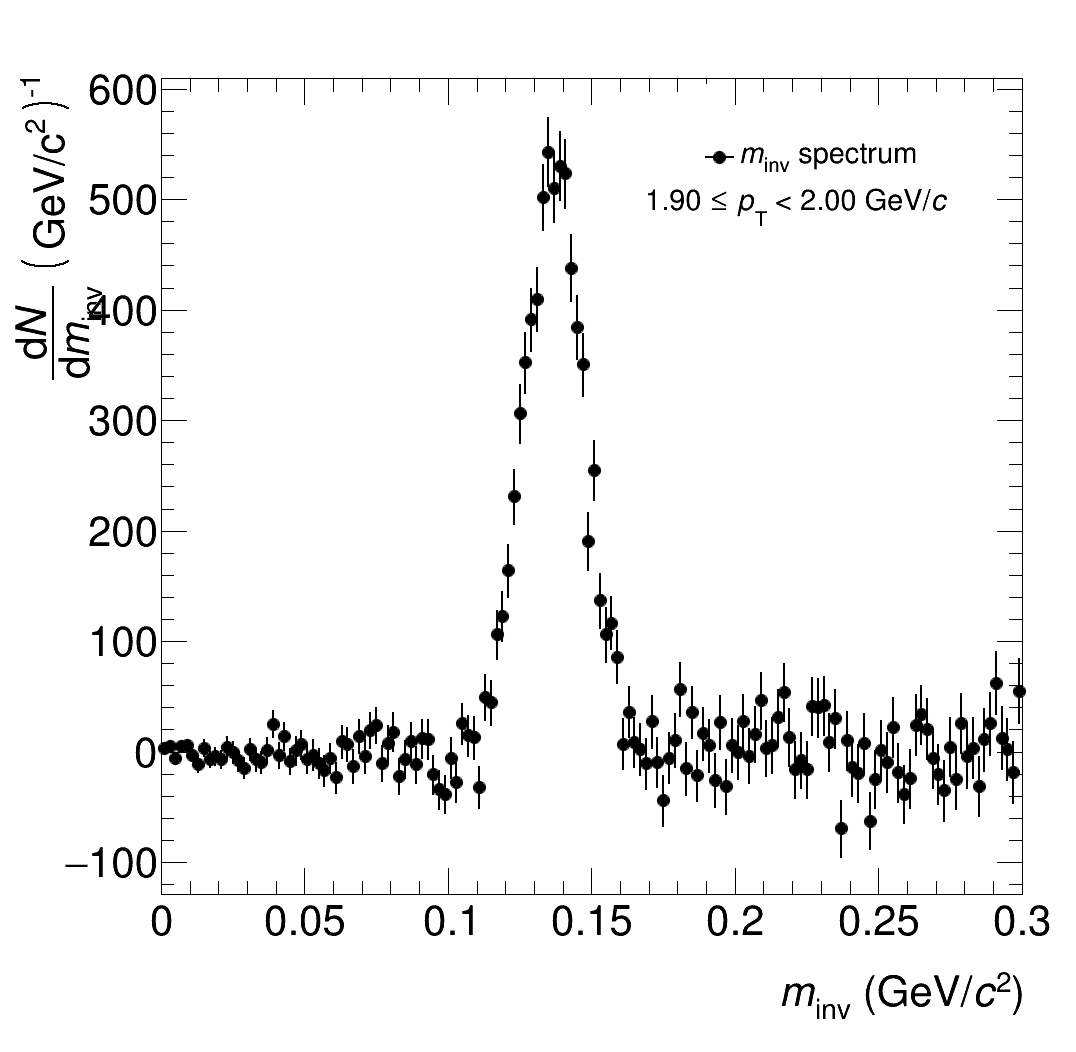 600
500
400
300
200
100
0
−100
dN
dm_inv (GeV/c²)⁻¹
m_inv spectrum
1.90 ≤ p_T < 2.00 GeV/c
0 0.05 0.1 0.15 0.2 0.25 0.3
m_inv (GeV/c²)